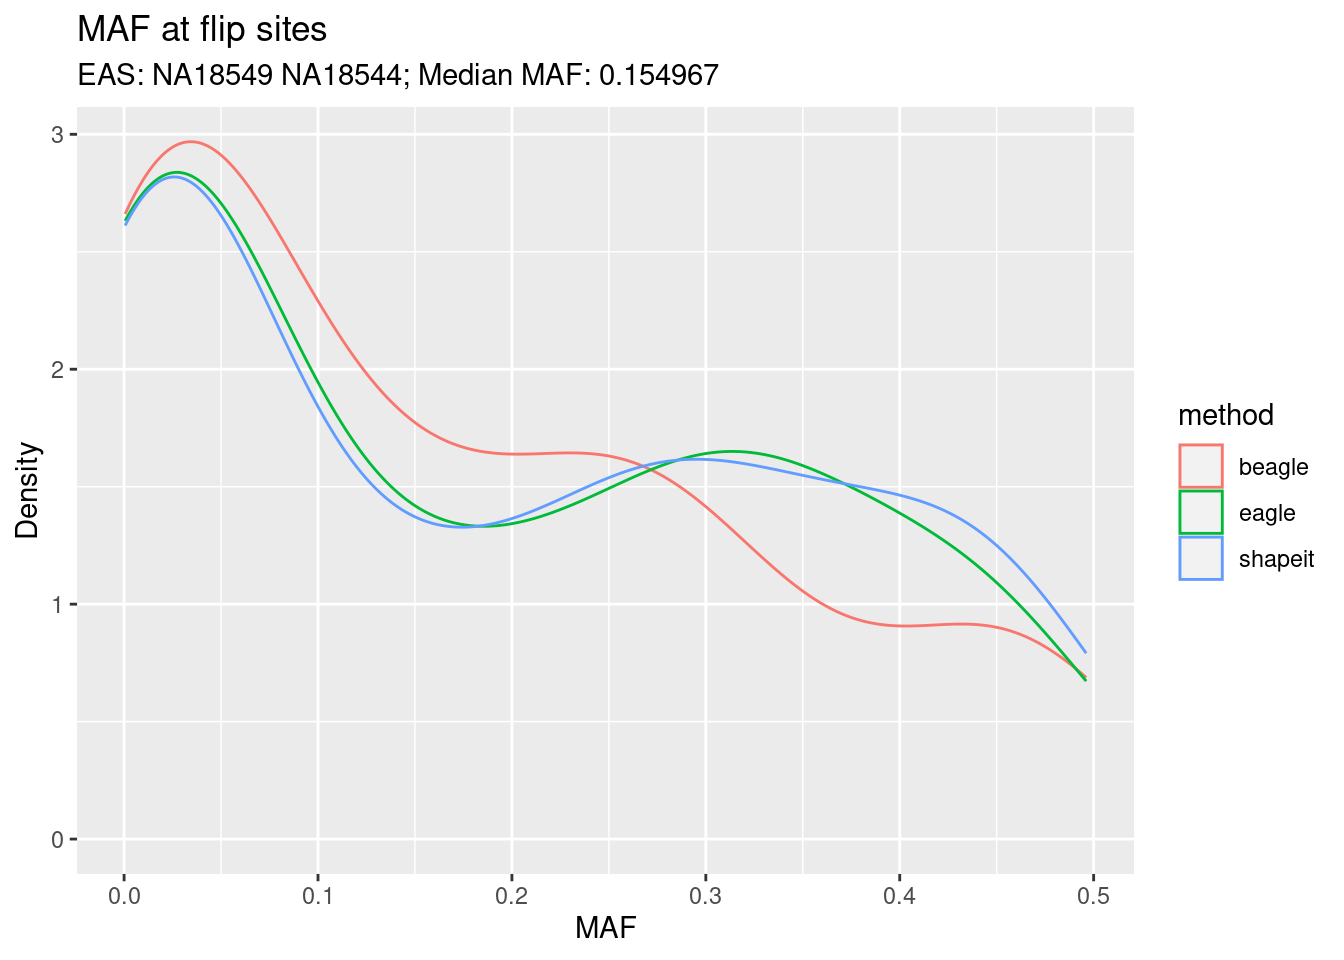 MAF at flip sites
EAS: NA18549 NA18544; Median MAF: 0.154967
3
2
1
0
Density
0.0 0.1 0.2 0.3 0.4 0.5
MAF
method
beagle
eagle
shapeit